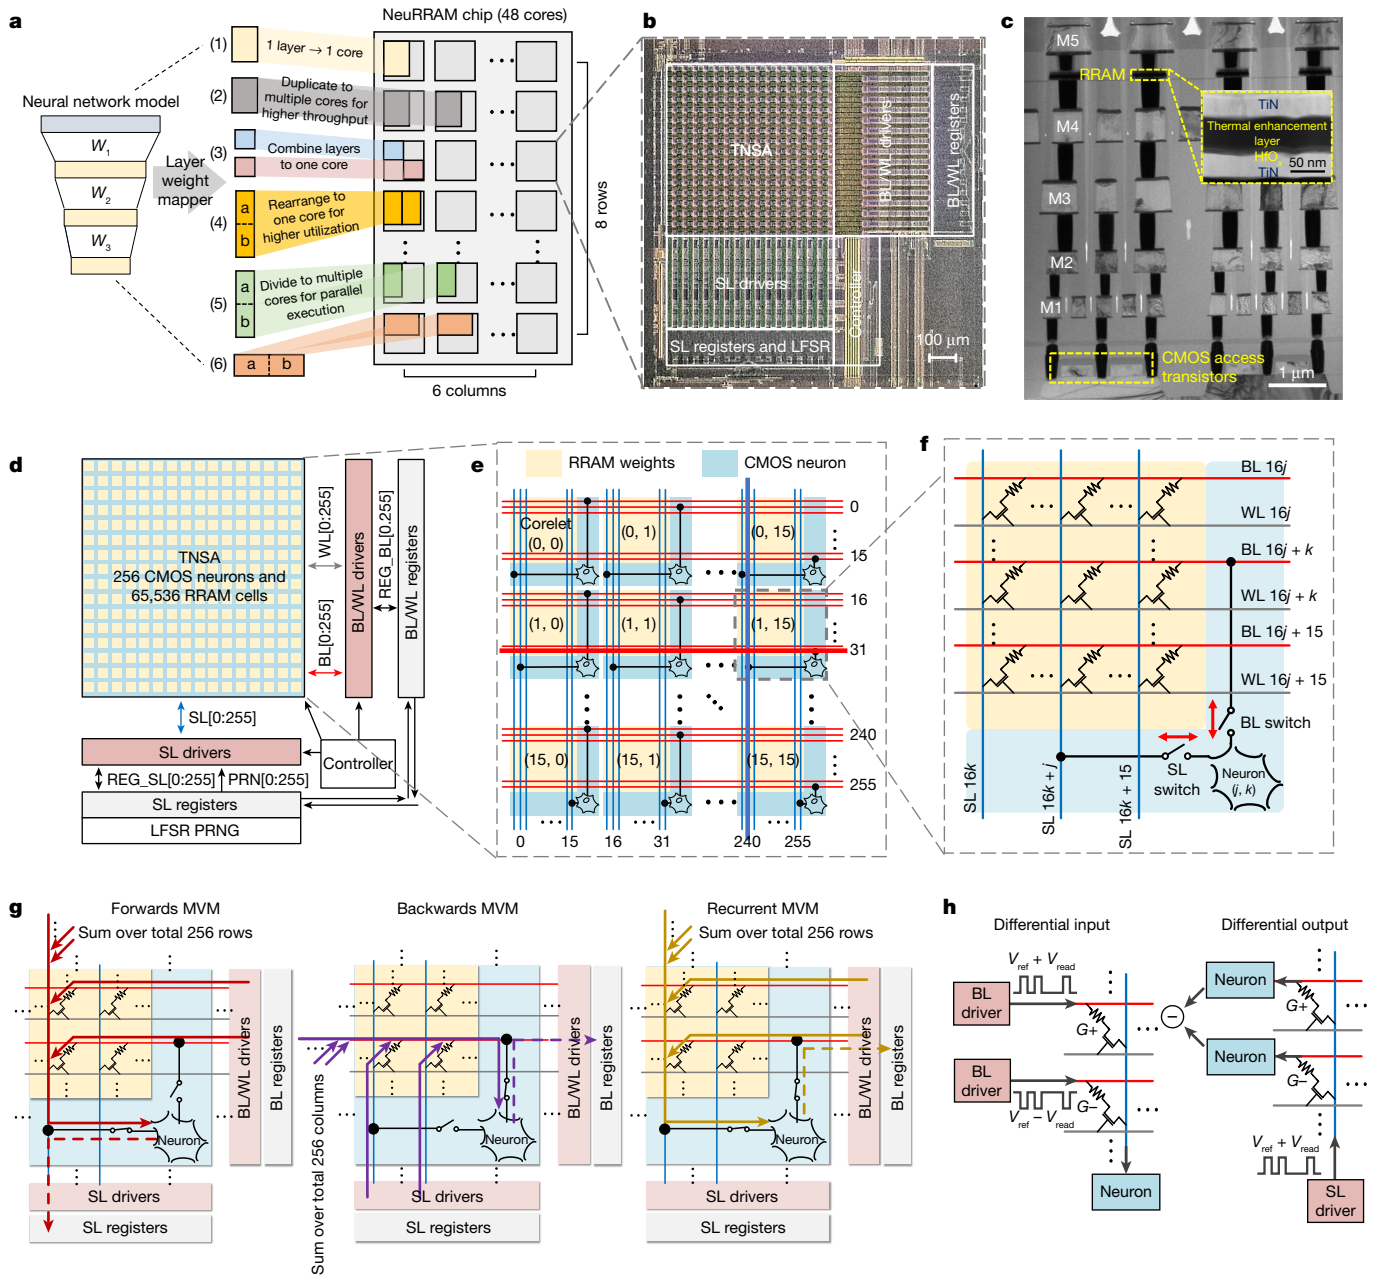 a
NeuRRAM chip (48 cores)
(1)
1 layer → 1 core
(2)
Duplicate to
multiple cores for
higher throughput
Neural network model
W1
W2
W3
Layer
weight
mapper
(3)
Combine layers
to one core
(4)
a
b
Rearrange to
one core for
higher utilization
(5)
a
b
Divide to multiple
cores for parallel
execution
(6)
a
b
8 rows
6 columns
b
TNSA
BL/WL drivers
BL/WL registers
SL drivers
Controller
SL registers and LFSR
100 μm
c
M5
RRAM
M4
M3
M2
M1
TiN
Thermal enhancement
layer
HfOx
TiN
50 nm
CMOS access
transistors
1 μm
d
TNSA
256 CMOS neurons and
65,536 RRAM cells
WL[0:255]
BL[0:255]
BL/WL drivers
REG_BL[0:255]
BL/WL registers
SL[0:255]
SL drivers
Controller
REG_SL[0:255]
PRN[0:255]
SL registers
LFSR PRNG
e
RRAM weights
CMOS neuron
Corelet
(0, 0)
(0, 1)
(0, 15)
(1, 0)
(1, 1)
(1, 15)
(15, 0)
(15, 1)
(15, 15)
0
15
16
31
240
255
0
15
16
31
240
255
f
BL 16j
WL 16j
BL 16j + k
WL 16j + k
BL 16j + 15
WL 16j + 15
BL switch
SL
switch
Neuron
(j, k)
SL 16k
SL 16k + j
SL 16k + 15
g
Forwards MVM
Sum over total 256 rows
BL/WL drivers
BL registers
Neuron
SL drivers
SL registers
Backwards MVM
Sum over total 256 columns
BL/WL drivers
BL registers
Neuron
SL drivers
SL registers
Recurrent MVM
Sum over total 256 rows
BL/WL drivers
BL registers
Neuron
SL drivers
SL registers
h
Differential input
Vref + Vread
BL
driver
G+
BL
driver
G−
Vref − Vread
Neuron
Differential output
Neuron
G+
−
Neuron
G−
Vref + Vread
SL
driver